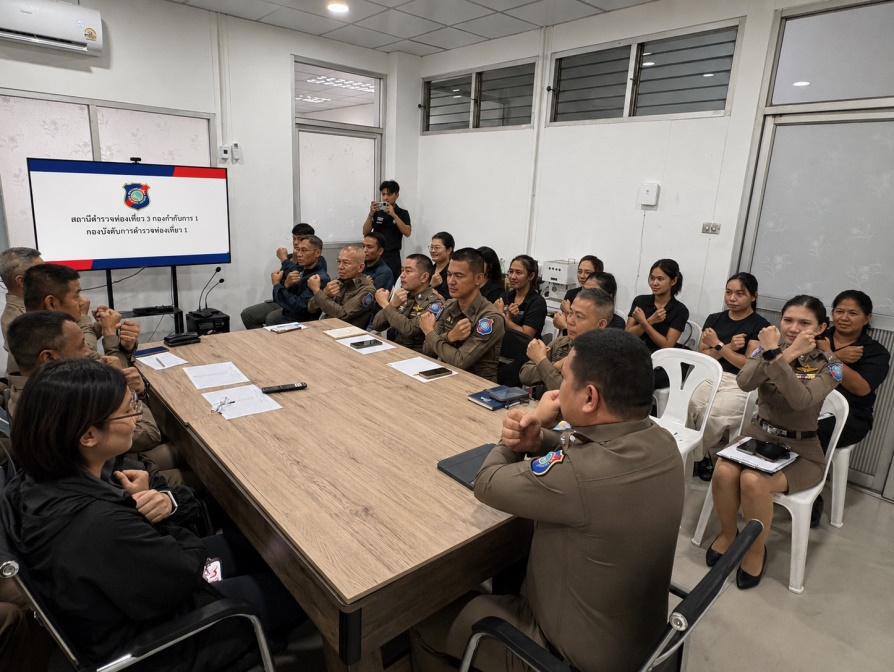 สถานีตำรวจท่องเที่ยว 3 กองกำกับการ 1
กองบังคับการตำรวจท่องเที่ยว 1